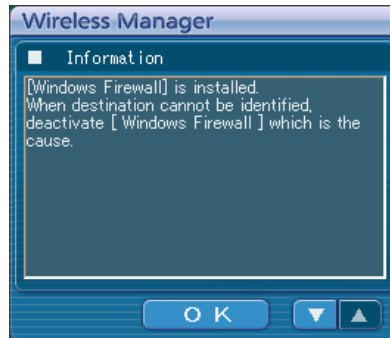 Wireless Manager
Information
[Windows Firewall] is installed.
When destination cannot be identified,
deactivate [ Windows Firewall ] which is the
cause.
O K